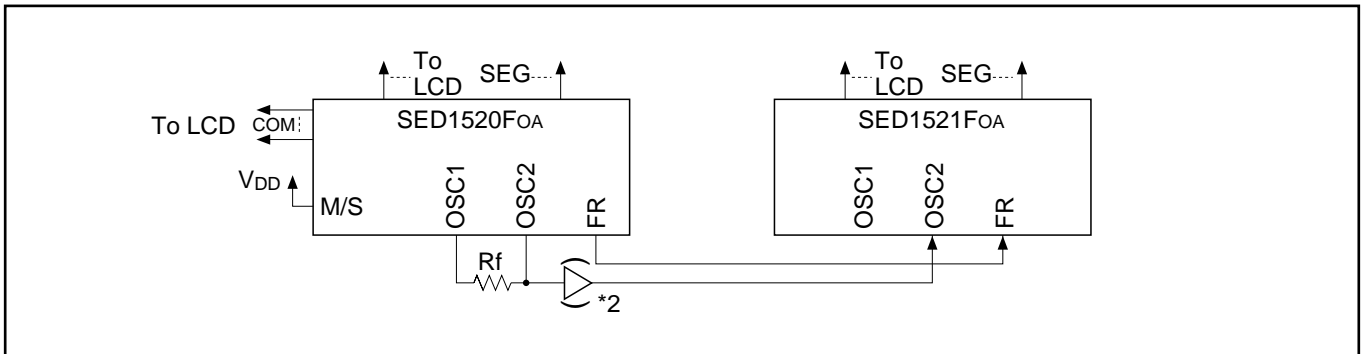 To LCD SEG
To LCD SEG
To LCD COM
SED1520FOA
SED1521FOA
VDD
M/S
OSC1
OSC2
FR
OSC1
OSC2
FR
Rf
*2